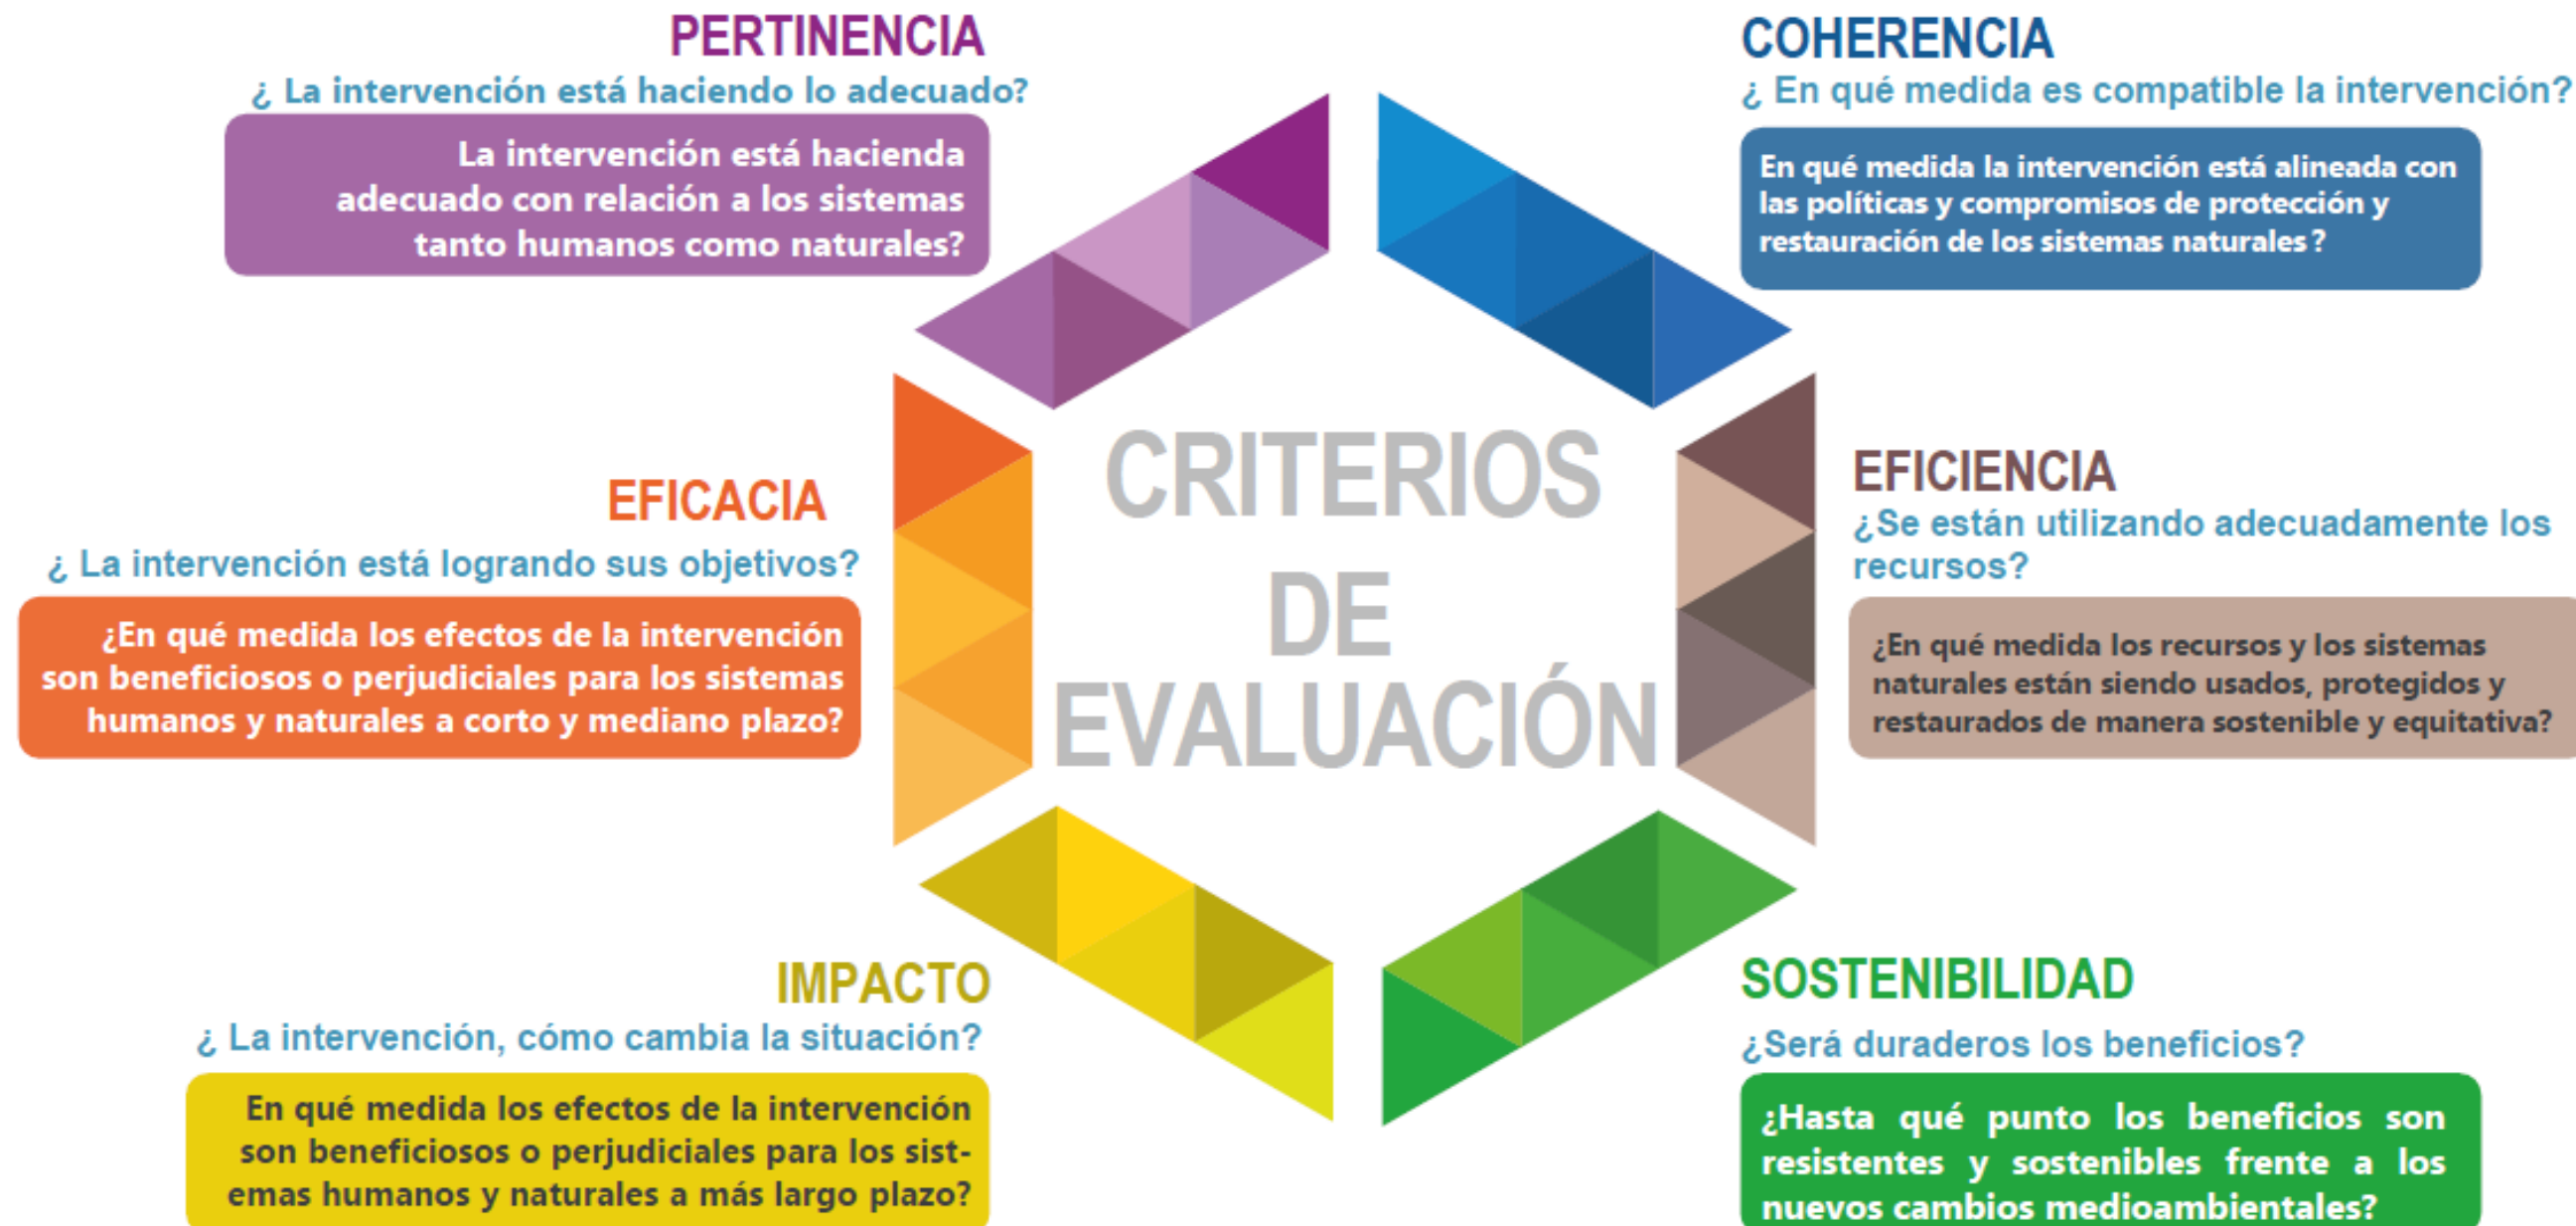 PERTINENCIA
¿ La intervención está haciendo lo adecuado?
La intervención está hacienda
adecuado con relación a los sistemas
tanto humanos como naturales?
COHERENCIA
¿ En qué medida es compatible la intervención?
En qué medida la intervención está alineada con
las políticas y compromisos de protección y
restauración de los sistemas naturales ?
CRITERIOS
DE
EVALUACIÓN
EFICACIA
¿ La intervención está logrando sus objetivos?
¿En qué medida los efectos de la intervención
son beneficiosos o perjudiciales para los sistemas
humanos y naturales a corto y mediano plazo?
EFICIENCIA
¿Se están utilizando adecuadamente los
recursos?
¿En qué medida los recursos y los sistemas
naturales están siendo usados, protegidos y
restaurados de manera sostenible y equitativa?
IMPACTO
¿ La intervención, cómo cambia la situación?
En qué medida los efectos de la intervención
son beneficiosos o perjudiciales para los sist-
emas humanos y naturales a más largo plazo?
SOSTENIBILIDAD
¿Será duraderos los beneficios?
¿Hasta qué punto los beneficios son
resistentes y sostenibles frente a los
nuevos cambios medioambientales?